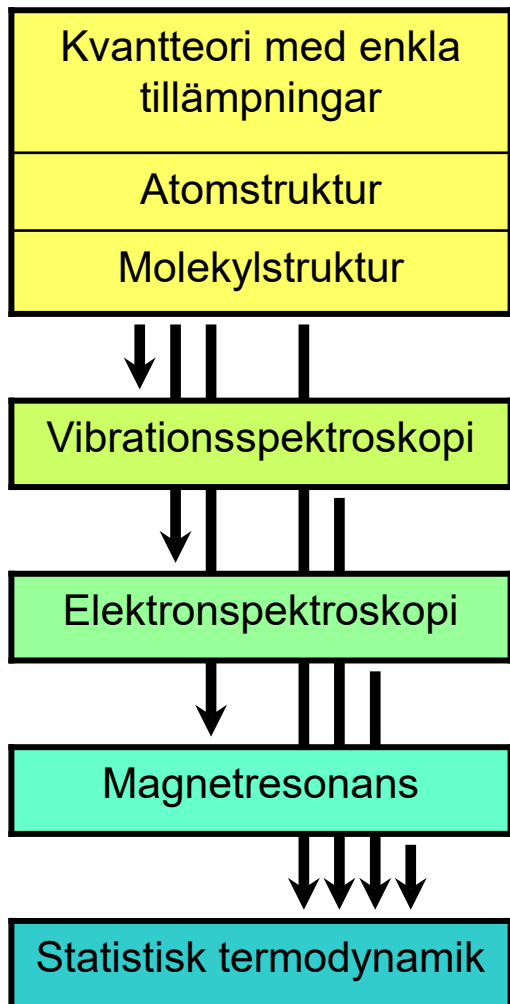 Kvantteori med enkla
tillämpningar
Atomstruktur
Molekylstruktur
Vibrationsspektroskopi
Elektronspektroskopi
Magnetresonans
Statistisk termodynamik